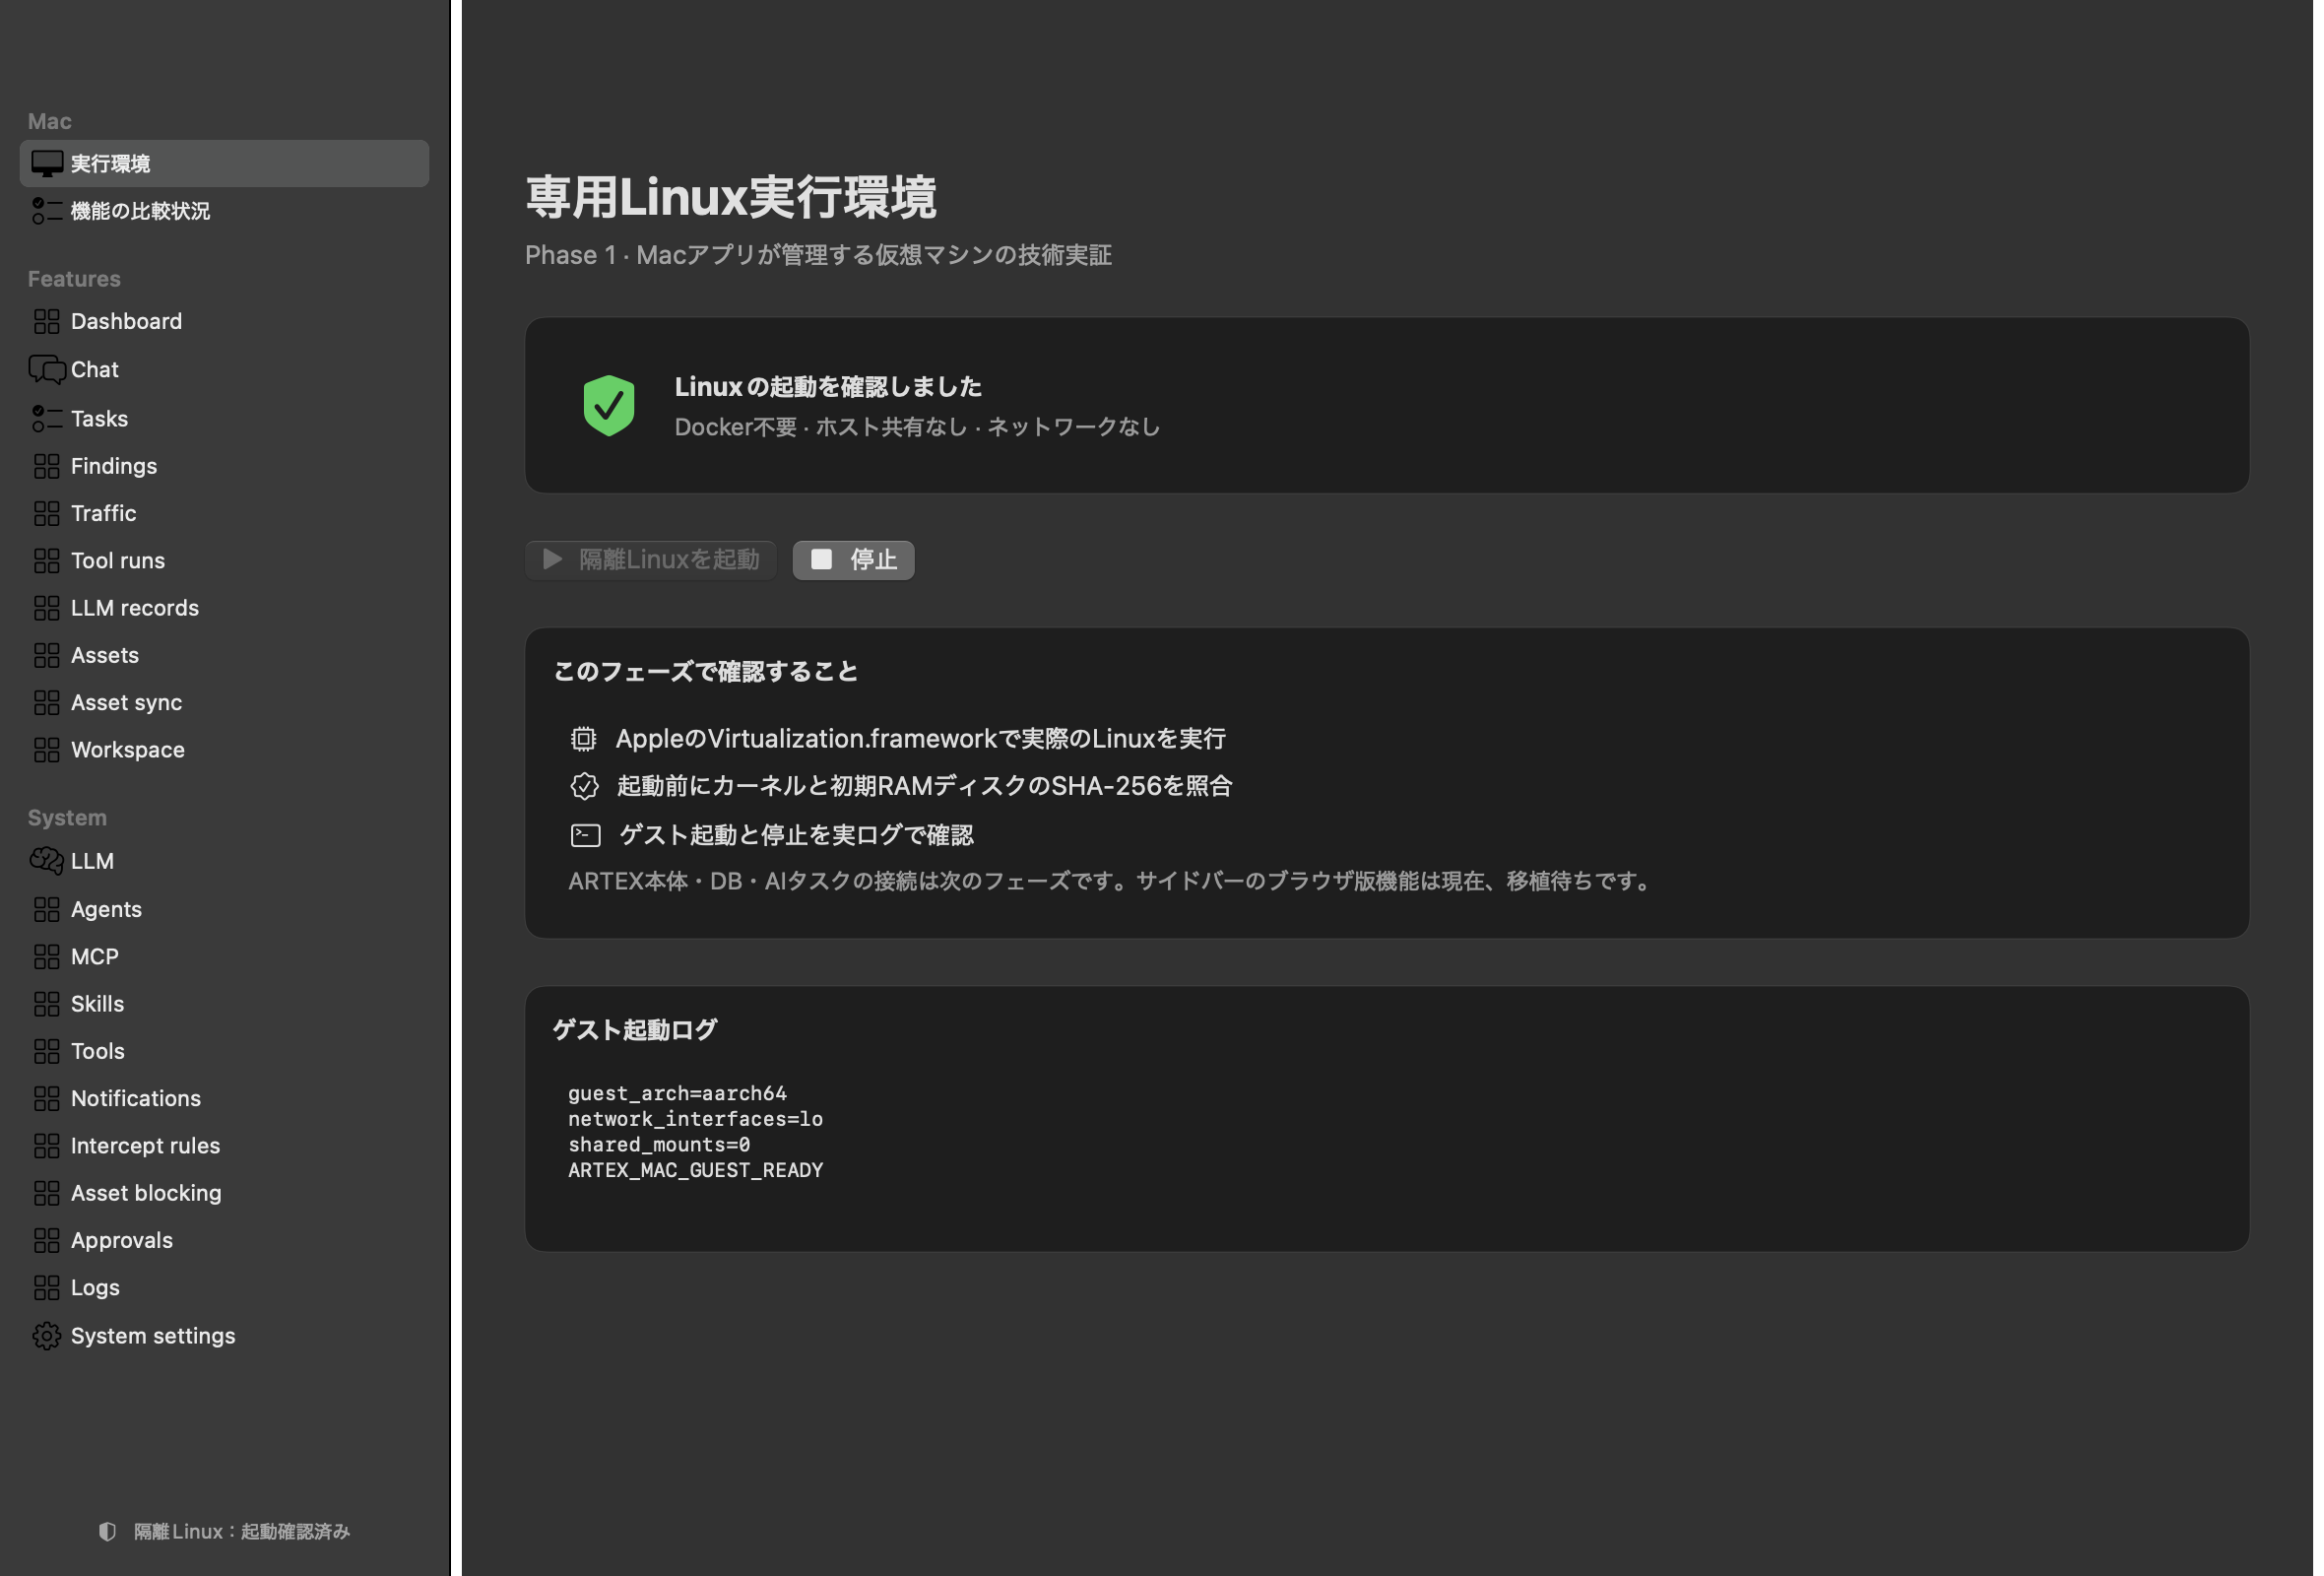 Mac
実行環境
機能の比較状況
Features
Dashboard
Chat
Tasks
Findings
Traffic
Tool runs
LLM records
Assets
Asset sync
Workspace
System
LLM
Agents
MCP
Skills
Tools
Notifications
Intercept rules
Asset blocking
Approvals
Logs
System settings
隔離Linux：起動確認済み
専用Linux実行環境
Phase 1 · Macアプリが管理する仮想マシンの技術実証
Linuxの起動を確認しました
Docker不要 · ホスト共有なし · ネットワークなし
隔離Linuxを起動
停止
このフェーズで確認すること
AppleのVirtualization.frameworkで実際のLinuxを実行
起動前にカーネルと初期RAMディスクのSHA-256を照合
ゲスト起動と停止を実ログで確認
ARTEX本体・DB・AIタスクの接続は次のフェーズです。サイドバーのブラウザ版機能は現在、移植待ちです。
ゲスト起動ログ
guest_arch=aarch64
network_interfaces=lo
shared_mounts=0
ARTEX_MAC_GUEST_READY